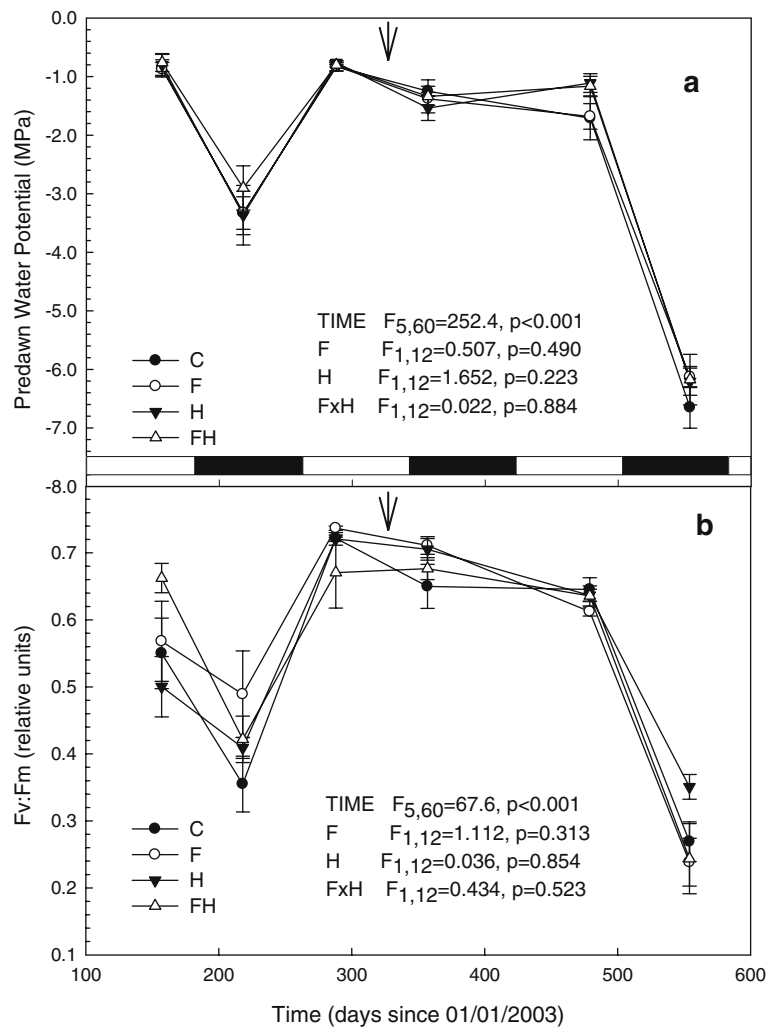 0.0
-1.0
-2.0
-3.0
-4.0
-5.0
-6.0
-7.0
-8.0
Predawn Water Potential (MPa)
a
TIME F5,60=252.4, p<0.001
F F1,12=0.507, p=0.490
H F1,12=1.652, p=0.223
FxH F1,12=0.022, p=0.884
C
F
H
FH
0.7
0.6
0.5
0.4
0.3
0.2
0.1
Fv:Fm (relative units)
b
TIME F5,60=67.6, p<0.001
F F1,12=1.112, p=0.313
H F1,12=0.036, p=0.854
FxH F1,12=0.434, p=0.523
C
F
H
FH
100 200 300 400 500 600
Time (days since 01/01/2003)